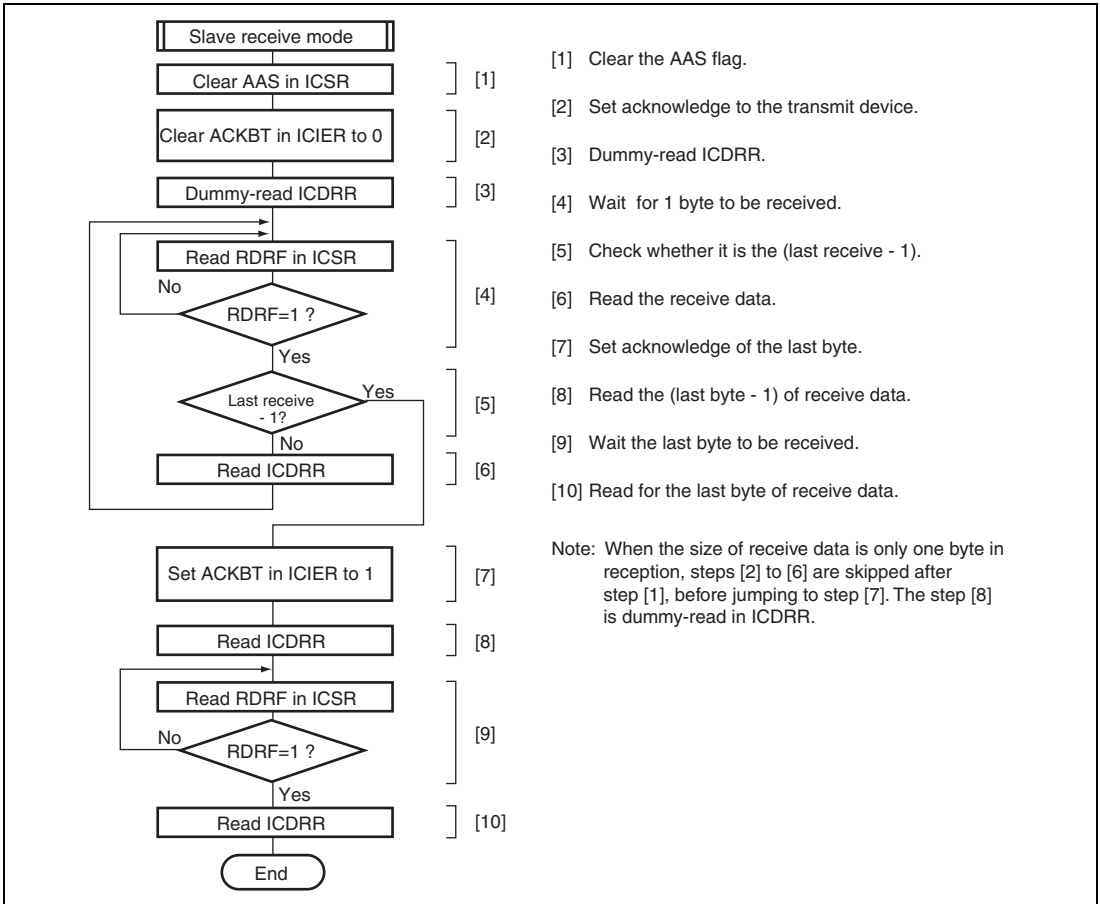 Slave receive mode
Clear AAS in ICSR
[1]
Clear ACKBT in ICIER to 0
[2]
Dummy-read ICDRR
[3]
Read RDRF in ICSR
No
RDRF=1 ?
[4]
Yes
Last receive
- 1?
Yes
[5]
No
Read ICDRR
[6]
Set ACKBT in ICIER to 1
[7]
Read ICDRR
[8]
Read RDRF in ICSR
No
RDRF=1 ?
[9]
Yes
Read ICDRR
[10]
End
[1] Clear the AAS flag.
[2] Set acknowledge to the transmit device.
[3] Dummy-read ICDRR.
[4] Wait for 1 byte to be received.
[5] Check whether it is the (last receive - 1).
[6] Read the receive data.
[7] Set acknowledge of the last byte.
[8] Read the (last byte - 1) of receive data.
[9] Wait the last byte to be received.
[10] Read for the last byte of receive data.
Note: When the size of receive data is only one byte in
reception, steps [2] to [6] are skipped after
step [1], before jumping to step [7]. The step [8]
is dummy-read in ICDRR.